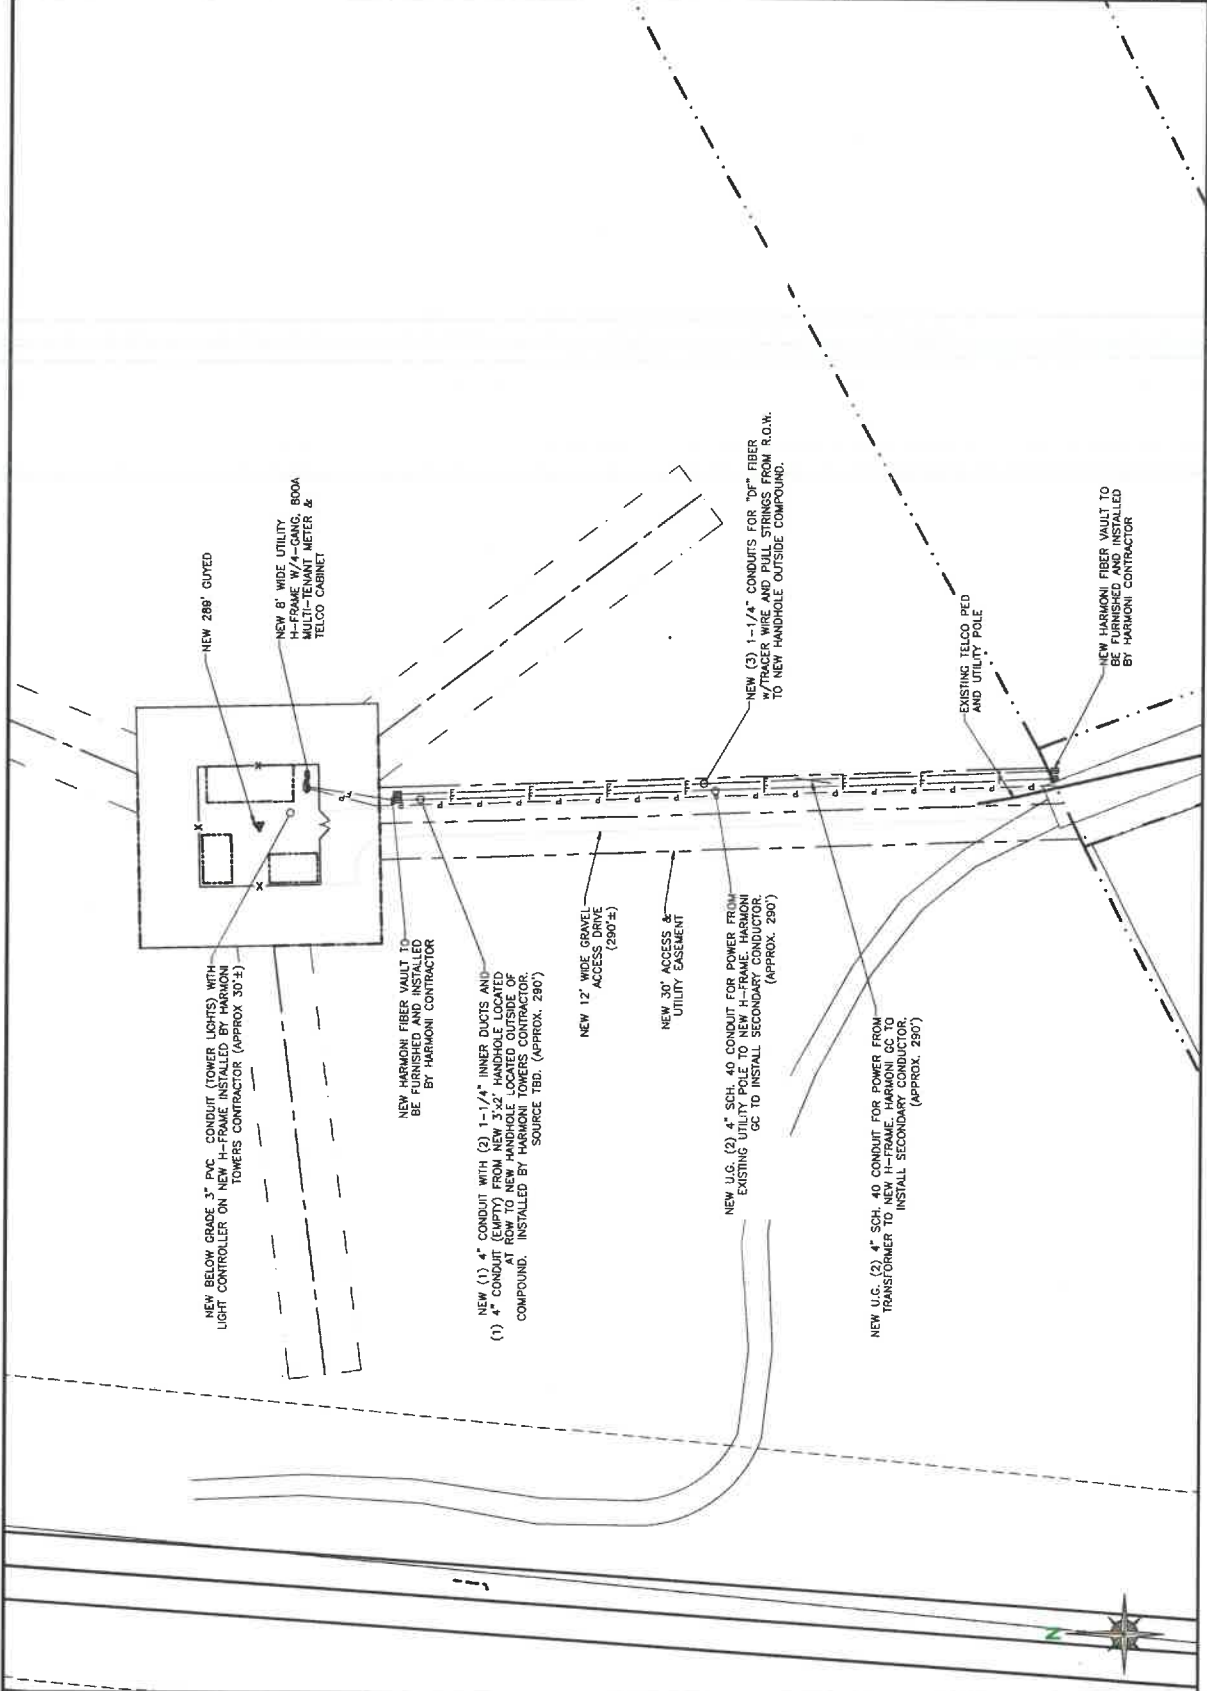 NEW 289' GUYED
NEW 8' WIDE UTILITY
H-FRAME W/4-GANG, 800A
MULTI-TENANT METER &
TELCO CABINET
NEW BELOW GRADE 3" PVC CONDUIT (TOWER LIGHTS) WITH
LIGHT CONTROLLER ON NEW H-FRAME INSTALLED BY HARMONI
TOWERS CONTRACTOR (APPROX 30'±)
NEW HARMONI FIBER VAULT TO
BE FURNISHED AND INSTALLED
BY HARMONI CONTRACTOR
NEW (1) 4" CONDUIT WITH (2) 1-1/4" INNER DUCTS AND
(1) 4" CONDUIT (EMPTY) FROM NEW 3'x2' HANDHOLE LOCATED
AT ROW TO NEW HANDHOLE LOCATED OUTSIDE OF
COMPOUND. INSTALLED BY HARMONI TOWERS CONTRACTOR.
SOURCE TBD. (APPROX. 290')
NEW 12' WIDE GRAVEL
ACCESS DRIVE
(290'±)
NEW 30' ACCESS &
UTILITY EASEMENT
NEW (3) 1-1/4" CONDUITS FOR "DF" FIBER
W/TRACER WIRE AND PULL STRINGS FROM R.O.W.
TO NEW HANDHOLE OUTSIDE COMPOUND.
NEW U.G. (2) 4" SCH. 40 CONDUIT FOR POWER FROM
EXISTING UTILITY POLE TO NEW H-FRAME. HARMONI
GC TO INSTALL SECONDARY CONDUCTOR.
(APPROX. 290')
NEW U.G. (2) 4" SCH. 40 CONDUIT FOR POWER FROM
TRANSFORMER TO NEW H-FRAME. HARMONI GC TO
INSTALL SECONDARY CONDUCTOR.
(APPROX. 290')
EXISTING TELCO PED
AND UTILITY POLE
NEW HARMONI FIBER VAULT TO
BE FURNISHED AND INSTALLED
BY HARMONI CONTRACTOR
N